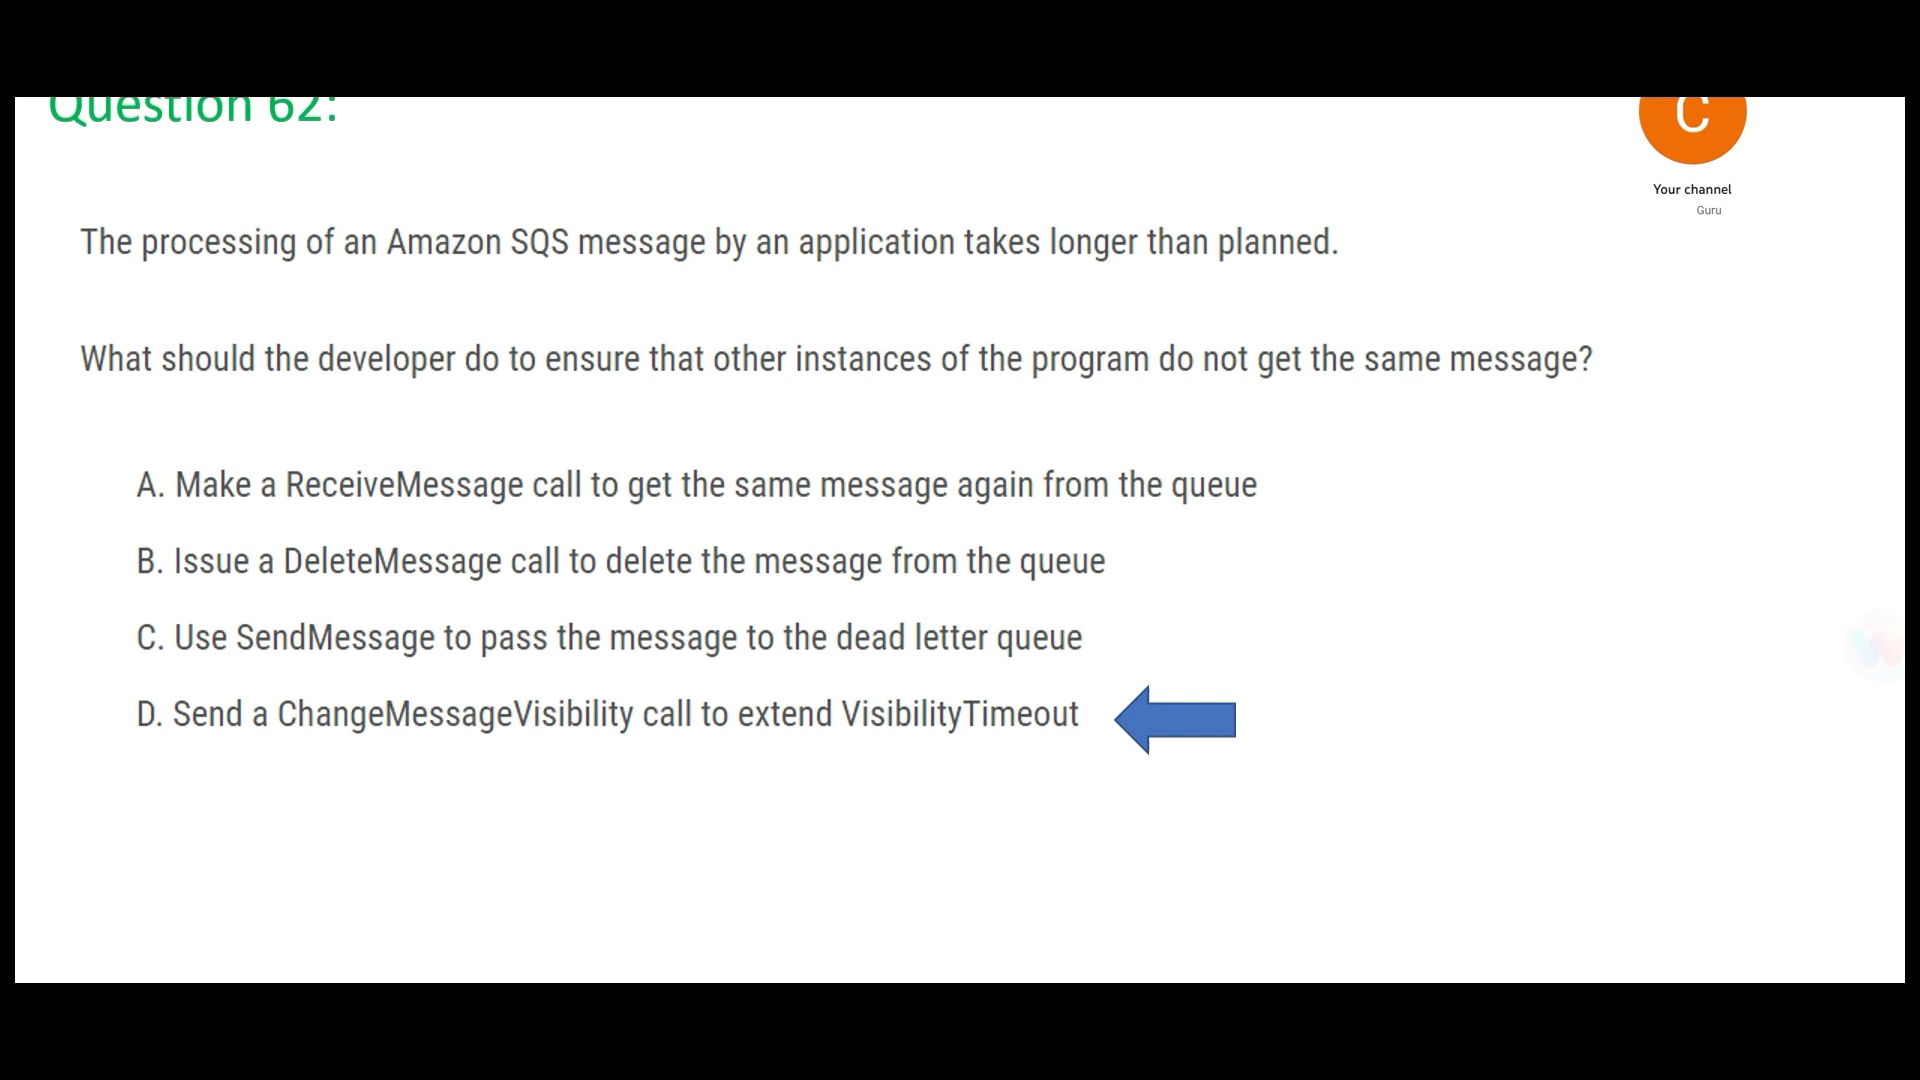 Question 62:
C
Your channel
Guru
The processing of an Amazon SQS message by an application takes longer than planned.
What should the developer do to ensure that other instances of the program do not get the same message?
A. Make a ReceiveMessage call to get the same message again from the queue
B. Issue a DeleteMessage call to delete the message from the queue
C. Use SendMessage to pass the message to the dead letter queue
D. Send a ChangeMessageVisibility call to extend VisibilityTimeout